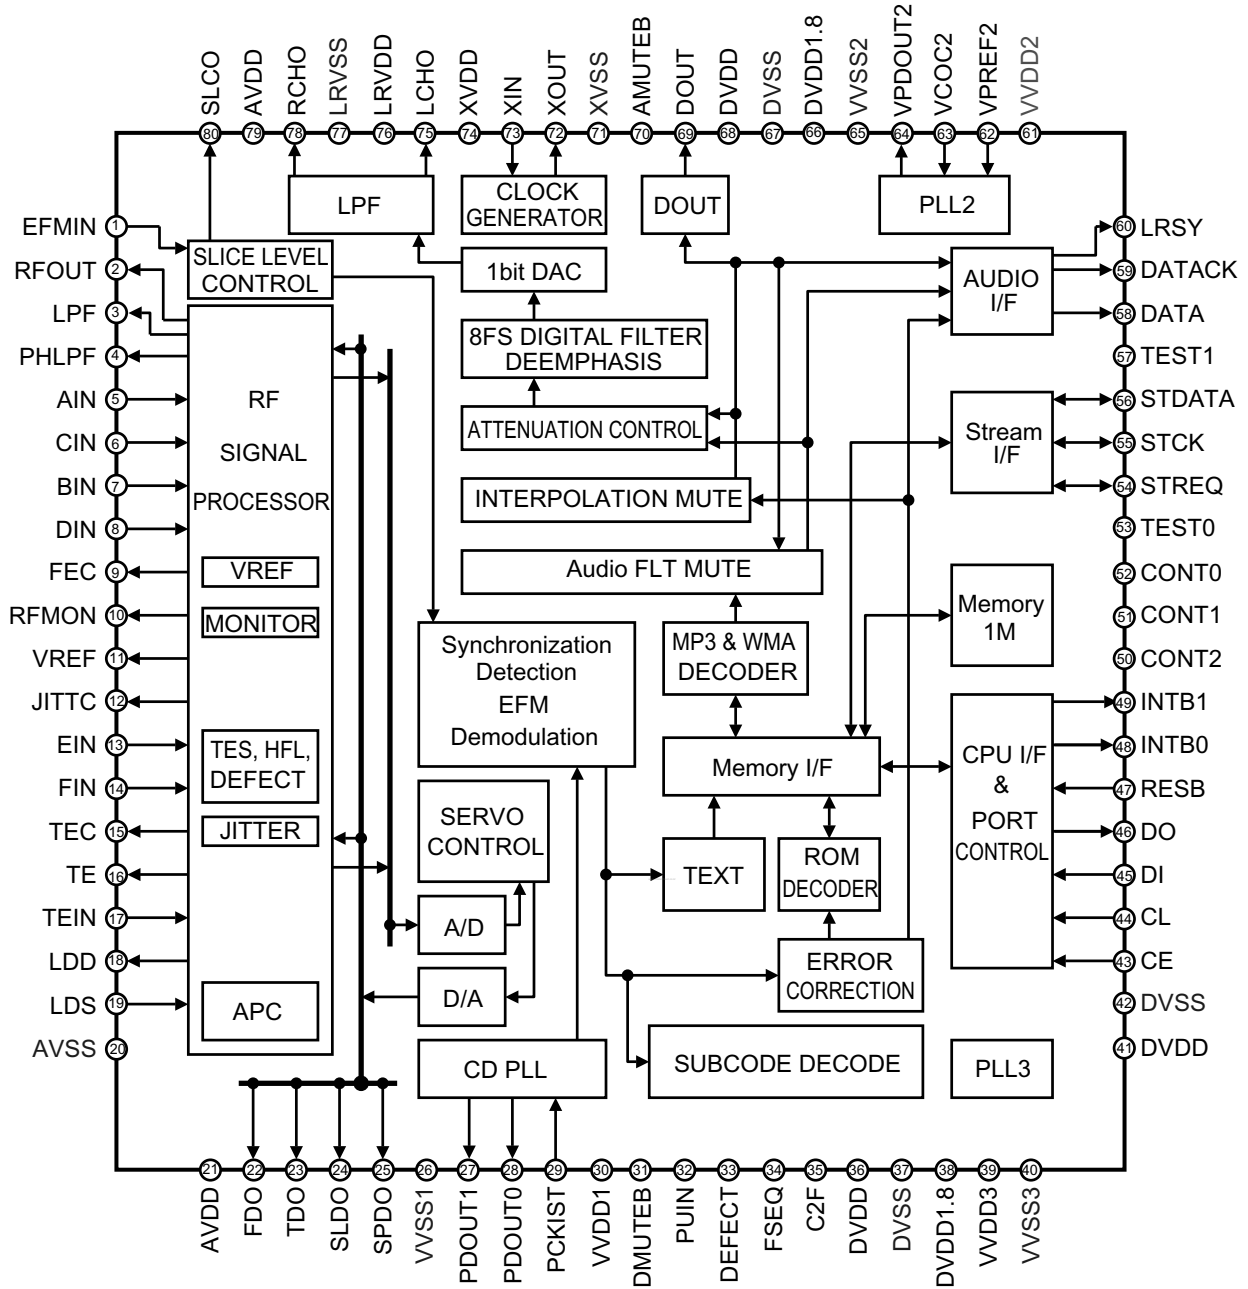 SLCO
AVDD
RCHO
LRVSS
LRVDD
LCHO
XVDD
XIN
XOUT
XVSS
AMUTEB
DOUT
DVDD
DVSS
DVDD1.8
VVSS2
VPDOUT2
VCOC2
VPREF2
VVDD2
80
79
78
77
76
75
74
73
72
71
70
69
68
67
66
65
64
63
62
61
EFMIN 1
RFOUT 2
LPF 3
PHLPF 4
AIN 5
CIN 6
BIN 7
DIN 8
FEC 9
RFMON 10
VREF 11
JITTC 12
EIN 13
FIN 14
TEC 15
TE 16
TEIN 17
LDD 18
LDS 19
AVSS 20
SLICE LEVEL
CONTROL
RF
SIGNAL
PROCESSOR
VREF
MONITOR
TES, HFL,
DEFECT
JITTER
APC
LPF
CLOCK
GENERATOR
DOUT
PLL2
1bit DAC
8FS DIGITAL FILTER
DEEMPHASIS
ATTENUATION CONTROL
INTERPOLATION MUTE
Audio FLT MUTE
Synchronization
Detection
EFM
Demodulation
MP3 & WMA
DECODER
Memory I/F
SERVO
CONTROL
A/D
D/A
CD PLL
TEXT
ROM
DECODER
ERROR
CORRECTION
SUBCODE DECODE
AUDIO
I/F
Stream
I/F
Memory
1M
CPU I/F
&
PORT
CONTROL
PLL3
60 LRSY
59 DATACK
58 DATA
57 TEST1
56 STDATA
55 STCK
54 STREQ
53 TEST0
52 CONT0
51 CONT1
50 CONT2
49 INTB1
48 INTB0
47 RESB
46 DO
45 DI
44 CL
43 CE
42 DVSS
41 DVDD
21
22
23
24
25
26
27
28
29
30
31
32
33
34
35
36
37
38
39
40
AVDD
FDO
TDO
SLDO
SPDO
VVSS1
PDOUT1
PDOUT0
PCKIST
VVDD1
DMUTEB
PUIN
DEFECT
FSEQ
C2F
DVDD
DVSS
DVDD1.8
VVDD3
VVSS3